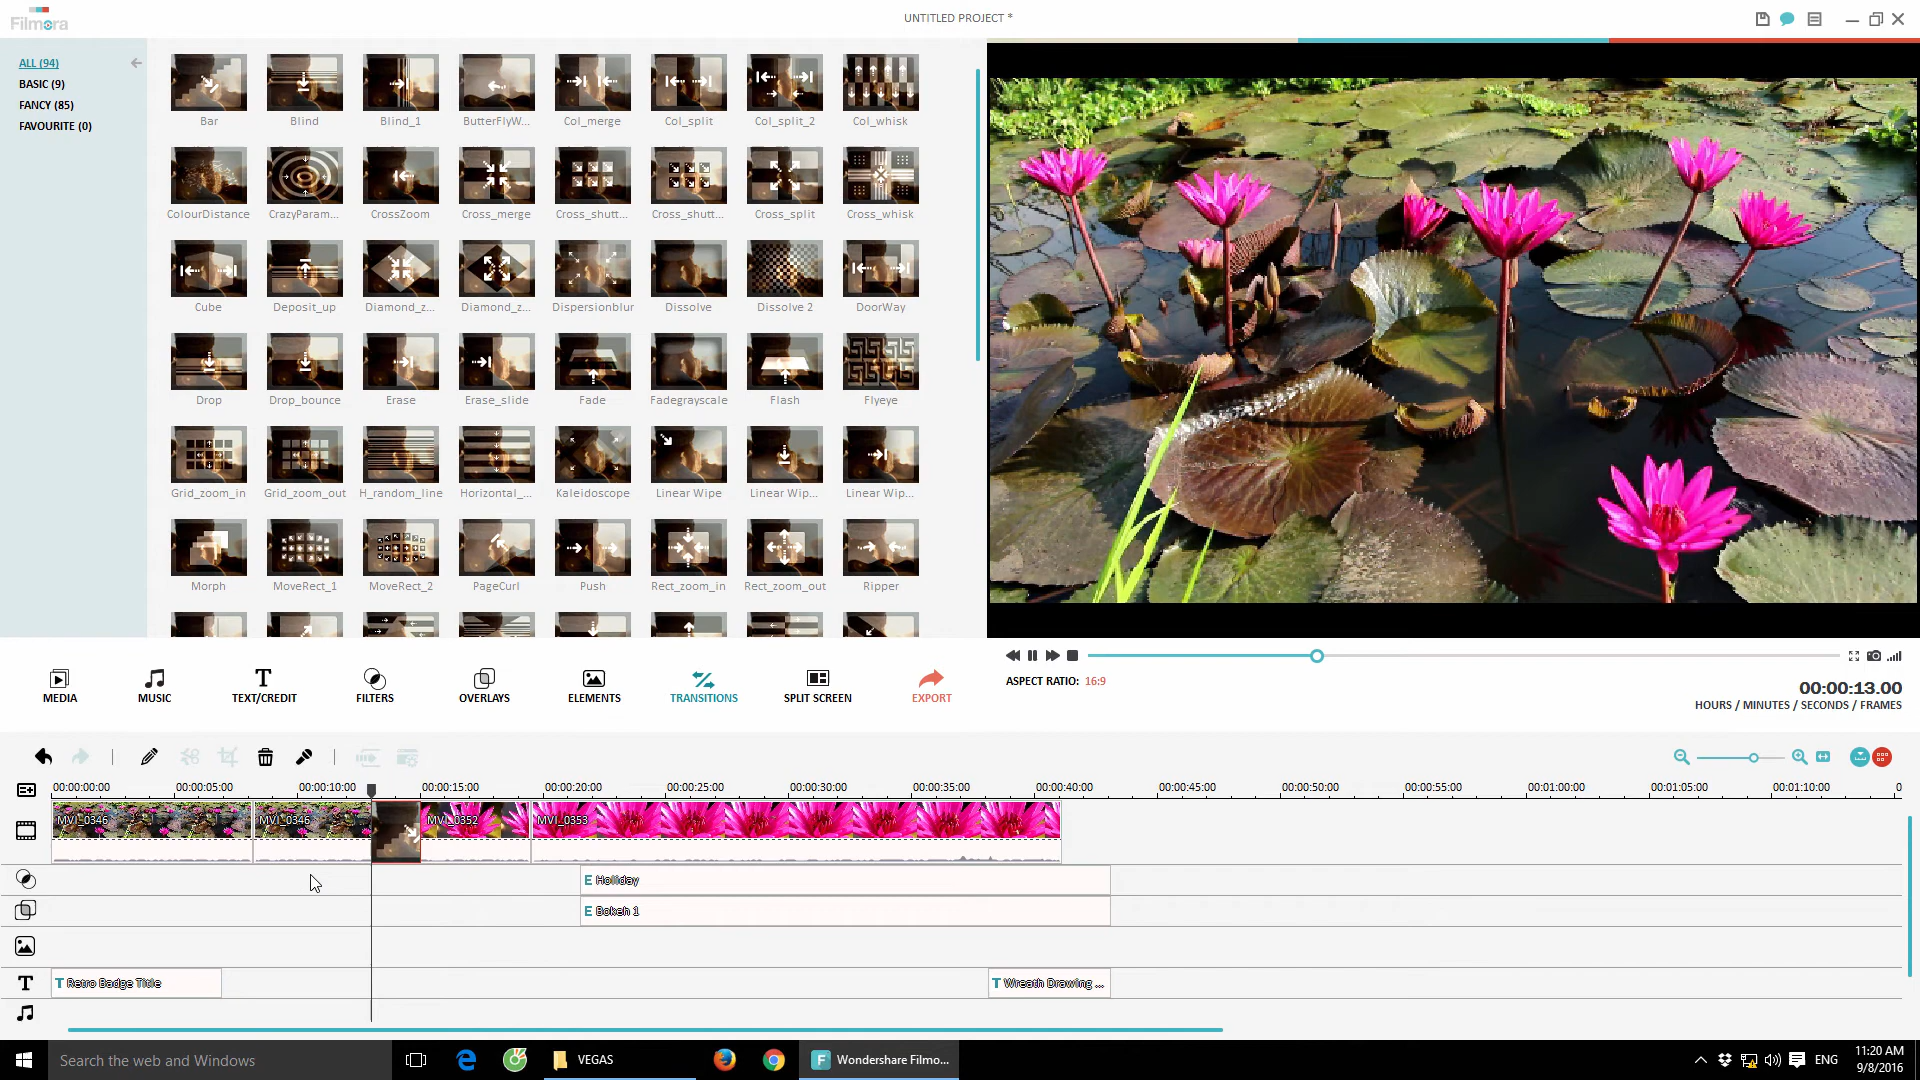 Filmora
UNTITLED PROJECT *
ALL (94)
BASIC (9)
FANCY (85)
FAVOURITE (0)
Bar
Blind
Blind_1
ButterFlyW...
Col_merge
Col_split
Col_split_2
Col_whisk
ColourDistance
CrazyParam...
CrossZoom
Cross_merge
Cross_shutt...
Cross_shutt...
Cross_split
Cross_whisk
Cube
Deposit_up
Diamond_z...
Diamond_z...
Dispersionblur
Dissolve
Dissolve 2
DoorWay
Drop
Drop_bounce
Erase
Erase_slide
Fade
Fadegrayscale
Flash
Flyeye
Grid_zoom_in
Grid_zoom_out
H_random_line
Horizontal_...
Kaleidoscope
Linear Wipe
Linear Wip...
Linear Wip...
Morph
MoveRect_1
MoveRect_2
PageCurl
Push
Rect_zoom_in
Rect_zoom_out
Ripper
MEDIA
MUSIC
TEXT/CREDIT
FILTERS
OVERLAYS
ELEMENTS
TRANSITIONS
SPLIT SCREEN
EXPORT
ASPECT RATIO: 16:9
00:00:13.00
HOURS / MINUTES / SECONDS / FRAMES
00:00:00:00
00:00:05:00
00:00:10:00
00:00:15:00
00:00:20:00
00:00:25:00
00:00:30:00
00:00:35:00
00:00:40:00
00:00:45:00
00:00:50:00
00:00:55:00
00:01:00:00
00:01:05:00
00:01:10:00
0
MVI_0346
MVI_0346
MVI_0352
MVI_0353
E Holiday
E Bokeh 1
T Retro Badge Title
T Wreath Drawing ...
Search the web and Windows
VEGAS
Wondershare Filmo...
ENG
11:20 AM
9/8/2016